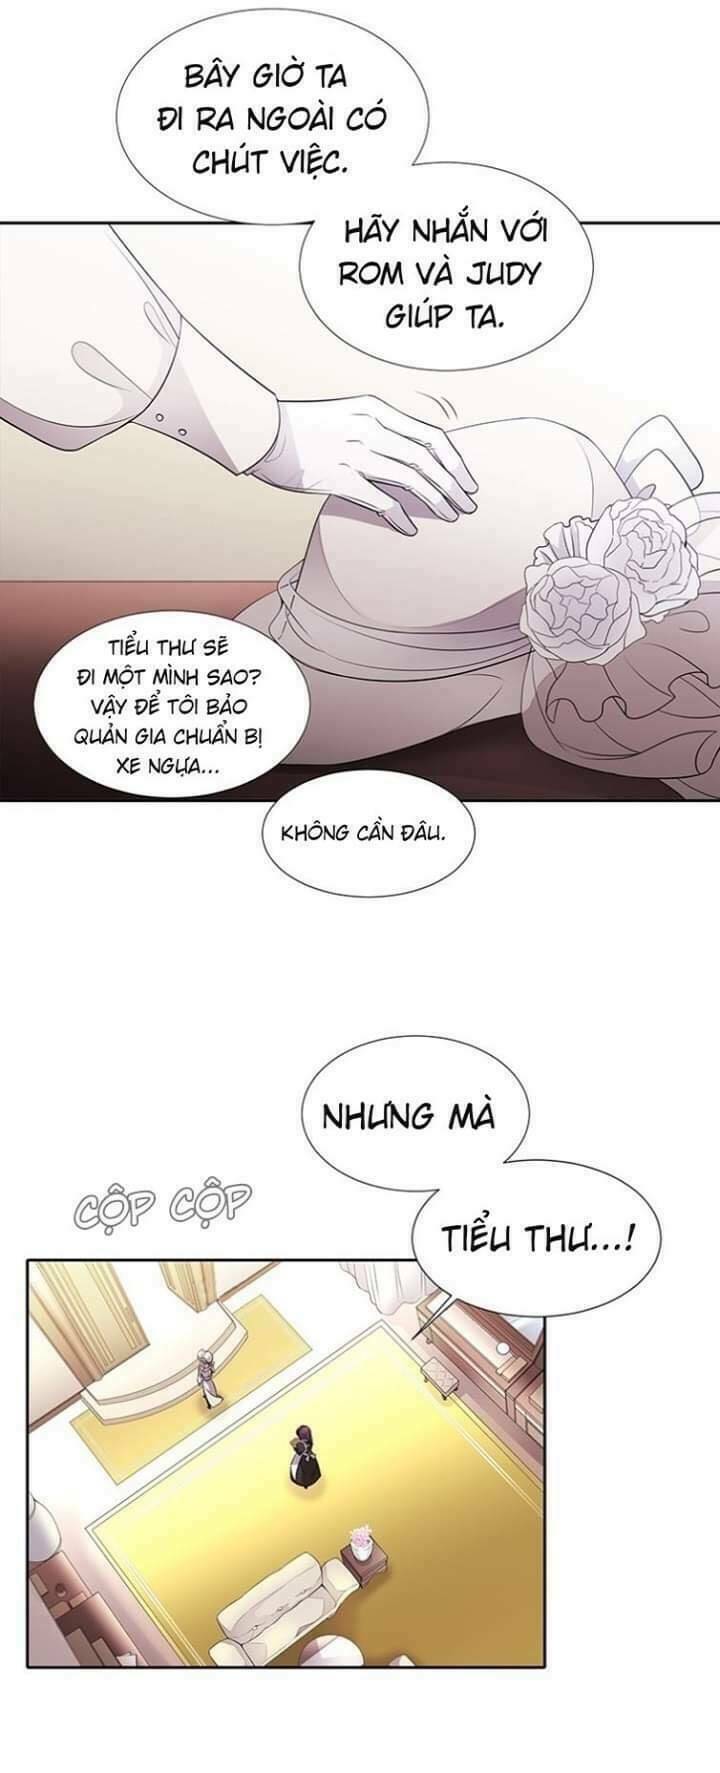 BÂY GIỜ TA
ĐI RA NGOÀI CÓ
CHÚT VIỆC.
HÃY NHẮN VỚI
ROM VÀ JUDY
GIÚP TA.
TIỂU THƯ SẼ
ĐI MỘT MÌNH SAO?
VẬY ĐỂ TÔI BẢO
QUẢN GIA CHUẨN BỊ
XE NGỰA...
KHÔNG CẦN ĐÂU.
NHƯNG MÀ
TIỂU THƯ...!
CỘP CỘP